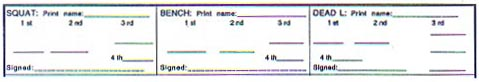 SQUAT: Print name:
1 st 2 nd 3 rd
4 th
Signed:
BENCH: Print name:
1 st 2 nd 3 rd
4 th
Signed:
DEAD L: Print name:
1 st 2 nd 3 rd
4 th
Signed: